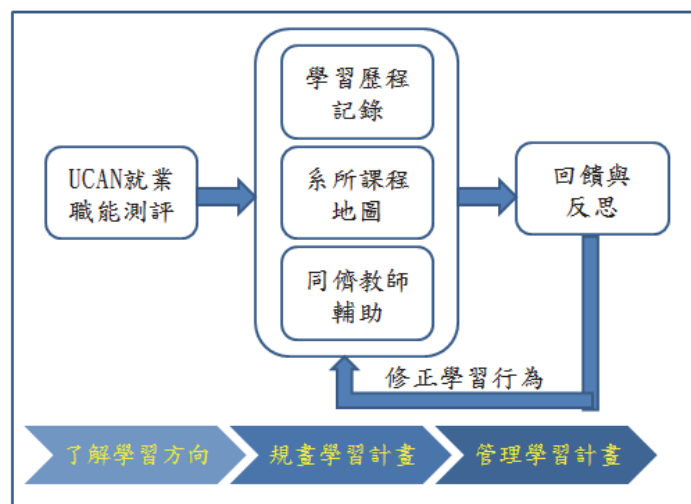 UCAN就業
職能測評
學習歷程
記錄
系所課程
地圖
同儕教師
輔助
回饋與
反思
修正學習行為
了解學習方向
規畫學習計畫
管理學習計畫